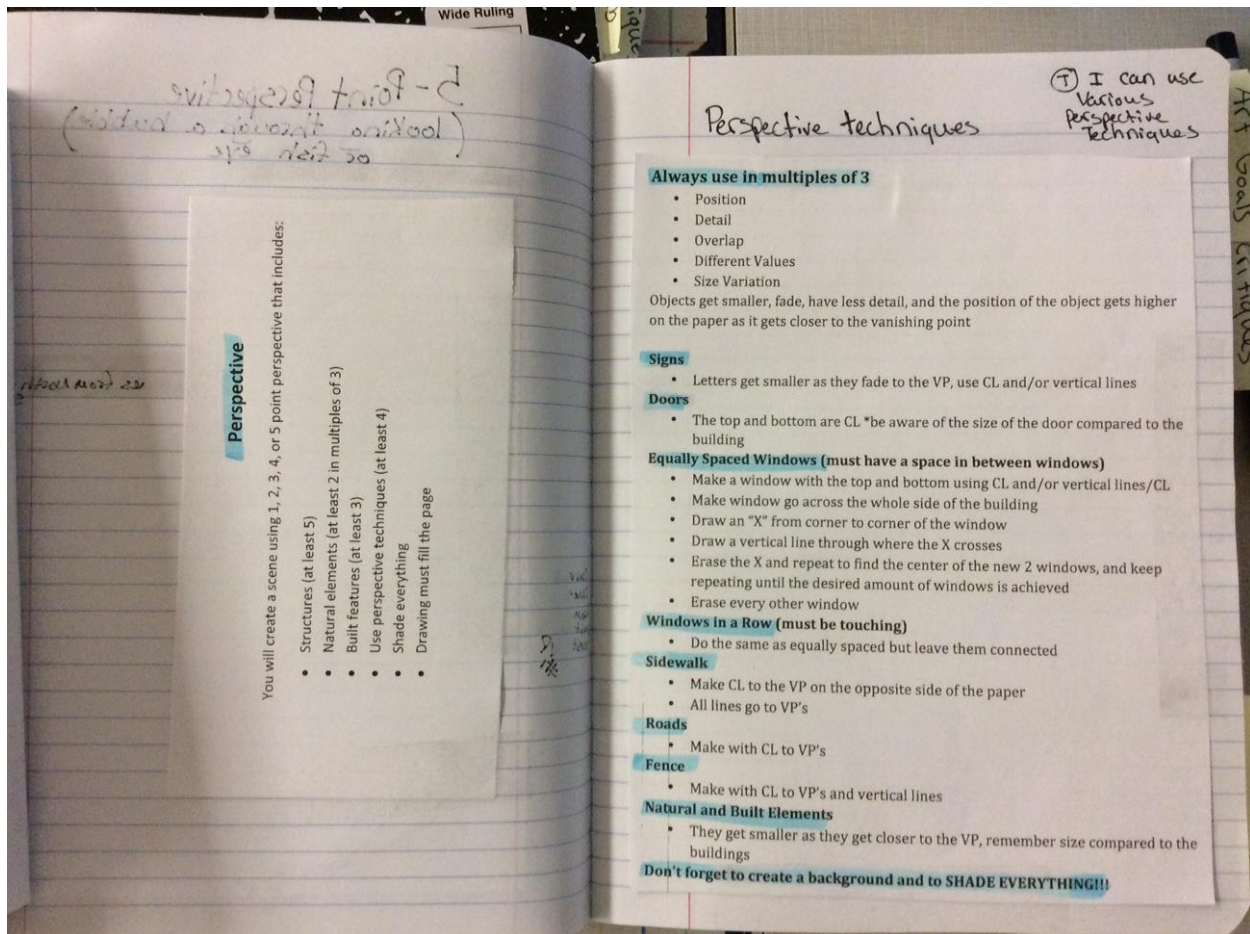 Wide Ruling
5-Point Perspective
(looking through a bubble)
or fish eye
Perspective
You will create a scene using 1, 2, 3, 4, or 5 point perspective that includes:
• Structures (at least 5)
• Natural elements (at least 2 in multiples of 3)
• Built features (at least 3)
• Use perspective techniques (at least 4)
• Shade everything
• Drawing must fill the page
Perspective techniques
T I can use
Various
Perspective
Techniques
Always use in multiples of 3
• Position
• Detail
• Overlap
• Different Values
• Size Variation
Objects get smaller, fade, have less detail, and the position of the object gets higher
on the paper as it gets closer to the vanishing point
Signs
• Letters get smaller as they fade to the VP, use CL and/or vertical lines
Doors
• The top and bottom are CL *be aware of the size of the door compared to the
building
Equally Spaced Windows (must have a space in between windows)
• Make a window with the top and bottom using CL and/or vertical lines/CL
• Make window go across the whole side of the building
• Draw an "X" from corner to corner of the window
• Draw a vertical line through where the X crosses
• Erase the X and repeat to find the center of the new 2 windows, and keep
repeating until the desired amount of windows is achieved
• Erase every other window
Windows in a Row (must be touching)
• Do the same as equally spaced but leave them connected
Sidewalk
• Make CL to the VP on the opposite side of the paper
• All lines go to VP's
Roads
• Make with CL to VP's
Fence
• Make with CL to VP's and vertical lines
Natural and Built Elements
• They get smaller as they get closer to the VP, remember size compared to the
buildings
Don't forget to create a background and to SHADE EVERYTHING!!!
Art Goals
Critiques